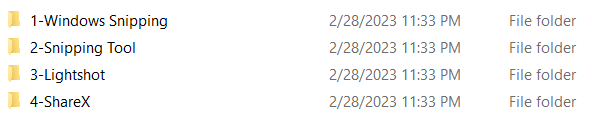 1-Windows Snipping 2/28/2023 11:33 PM File folder
2-Snipping Tool 2/28/2023 11:33 PM File folder
3-Lightshot 2/28/2023 11:33 PM File folder
4-ShareX 2/28/2023 11:33 PM File folder